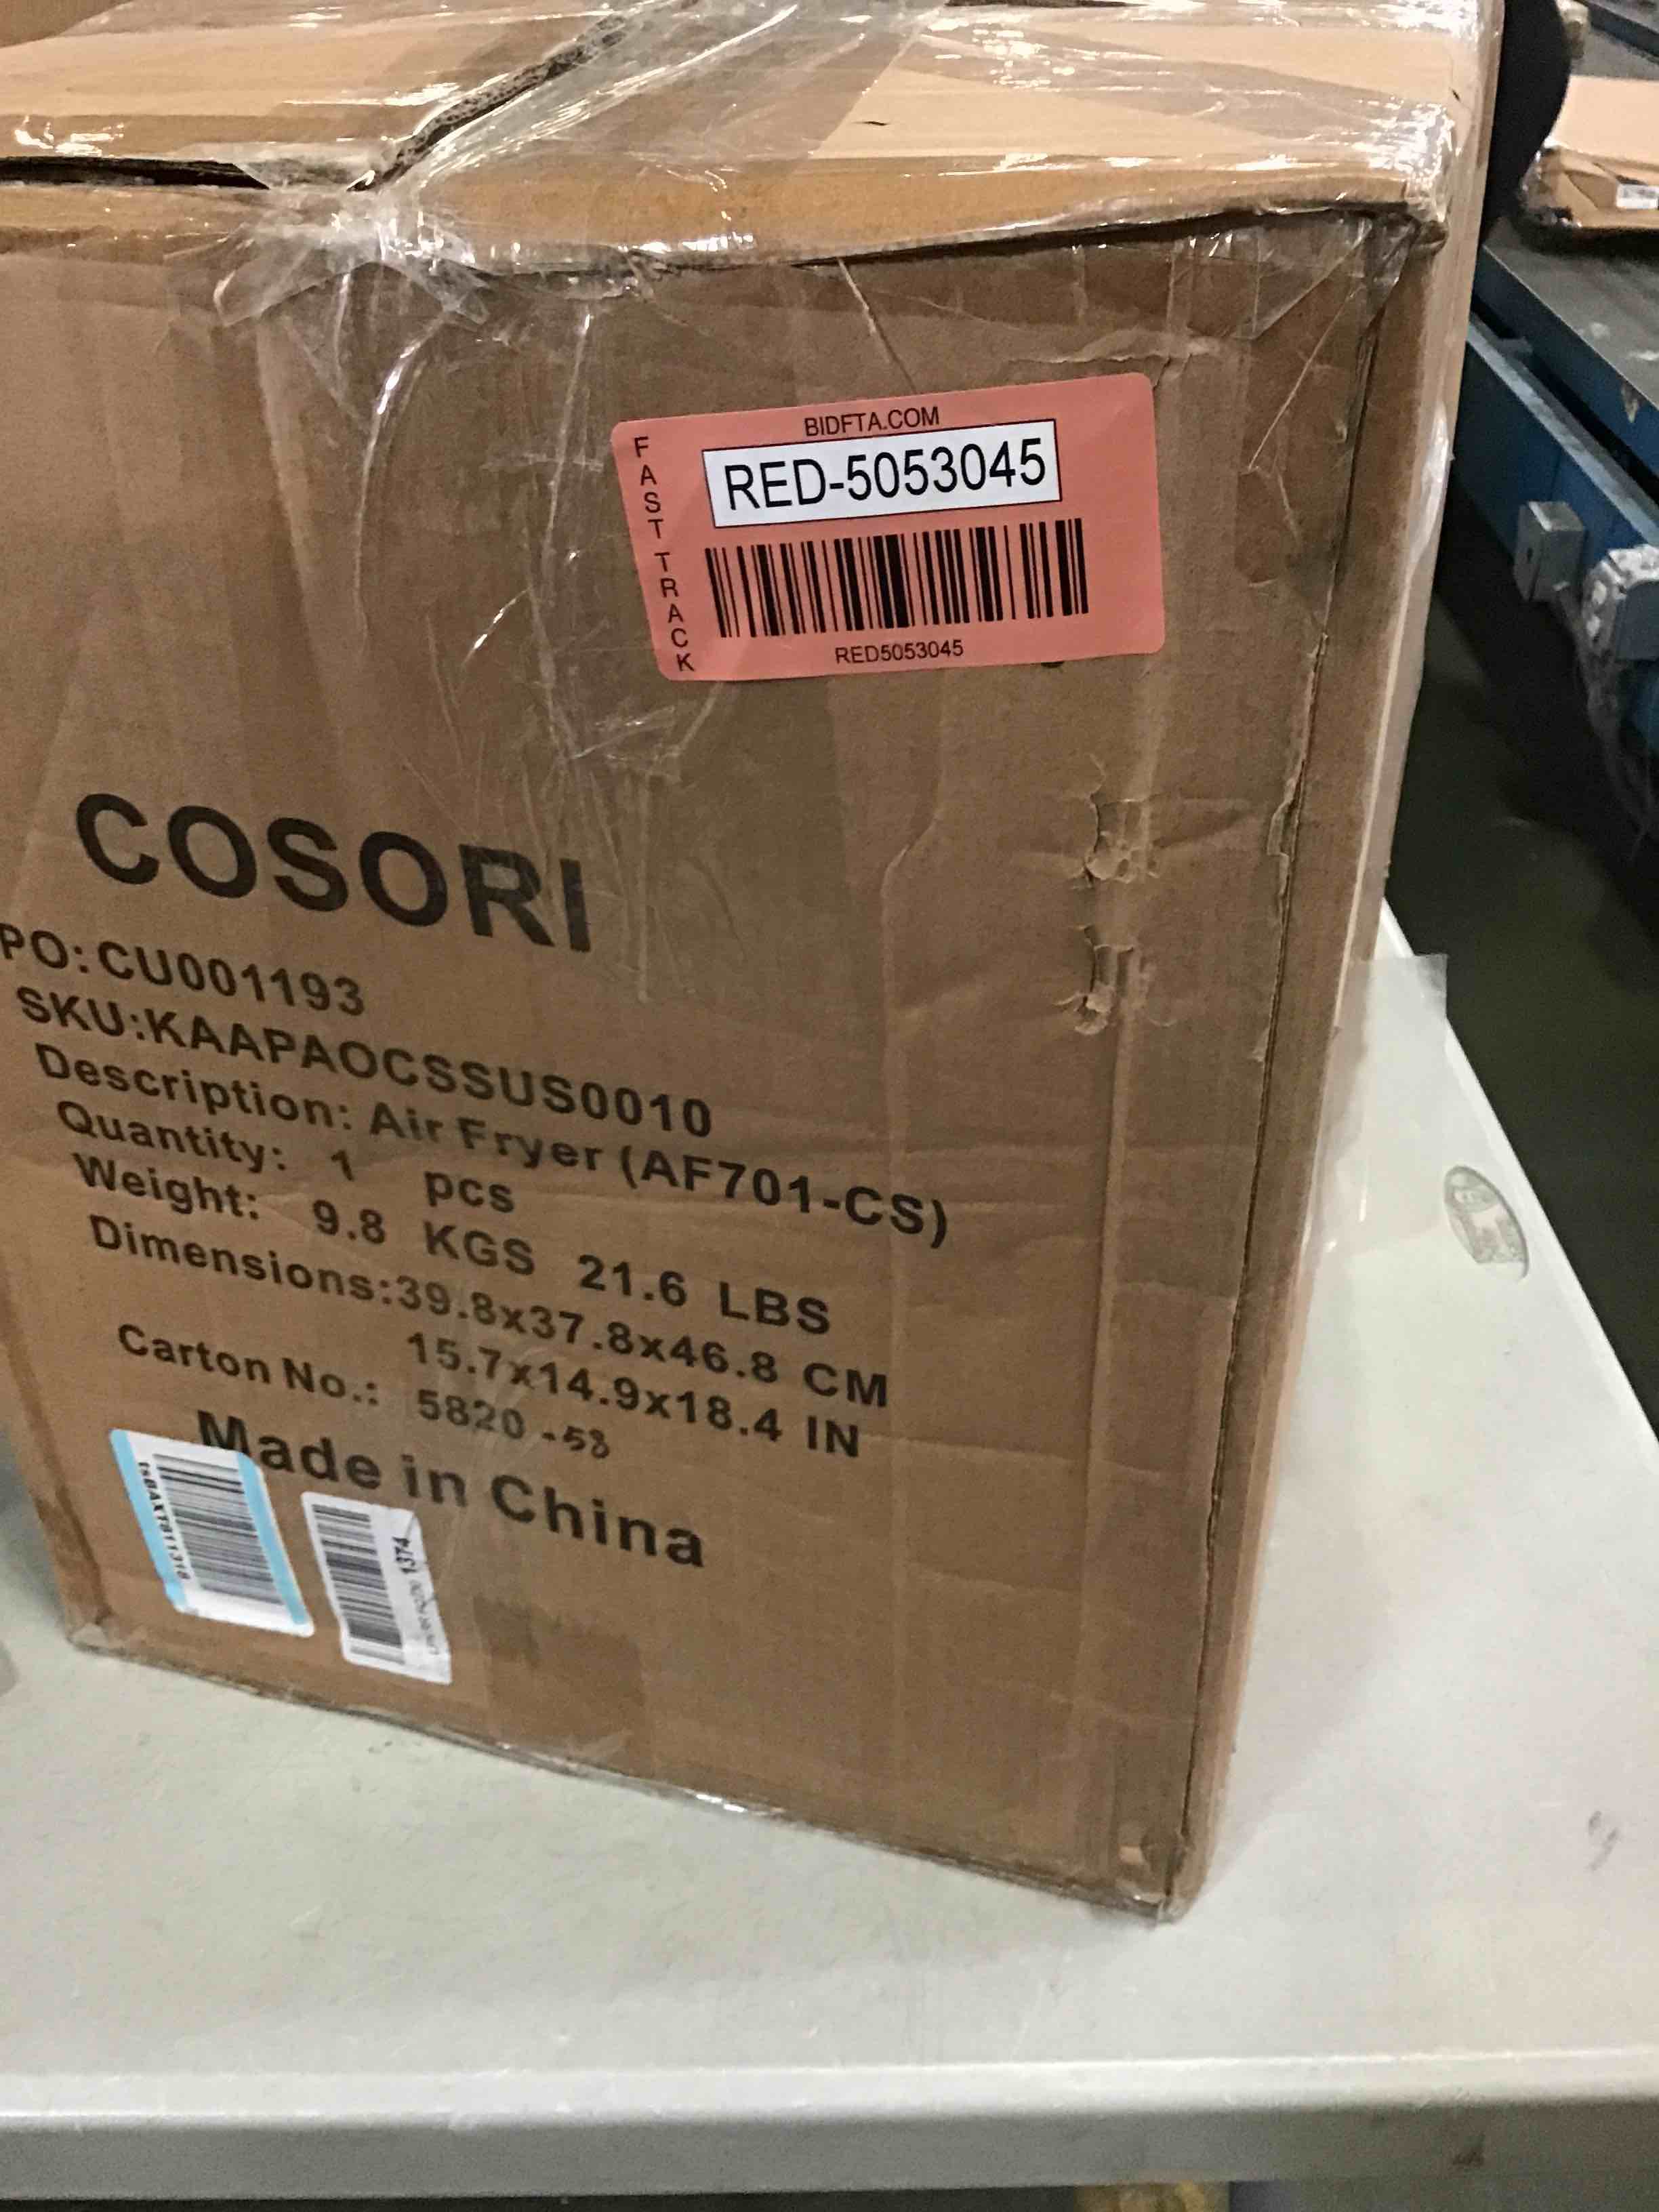 BIDFTA.COM
FAST TRACK
RED-5053045
RED5053045
COSORI
PO:CU001193
SKU:KAAPAOCSSUS0010
Description: Air Fryer (AF701-CS)
Quantity: 1 pcs
Weight: 9.8 KGS 21.6 LBS
Dimensions:39.8x37.8x46.8 CM
15.7x14.9x18.4 IN
Carton No.: 5820-58
Made in China
1374